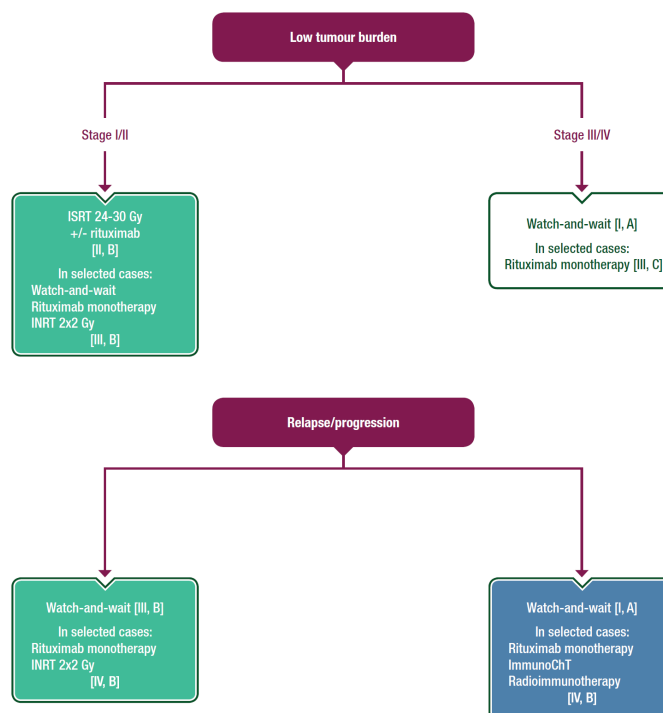 Low tumour burden
Stage I/II
Stage III/IV
ISRT 24-30 Gy
+/- rituximab
[II, B]
In selected cases:
Watch-and-wait
Rituximab monotherapy
INRT 2x2 Gy
[III, B]
Watch-and-wait [I, A]
In selected cases:
Rituximab monotherapy [III, C]
Relapse/progression
Watch-and-wait [III, B]
In selected cases:
Rituximab monotherapy
INRT 2x2 Gy
[IV, B]
Watch-and-wait [I, A]
In selected cases:
Rituximab monotherapy
ImmunoChT
Radioimmunotherapy
[IV, B]